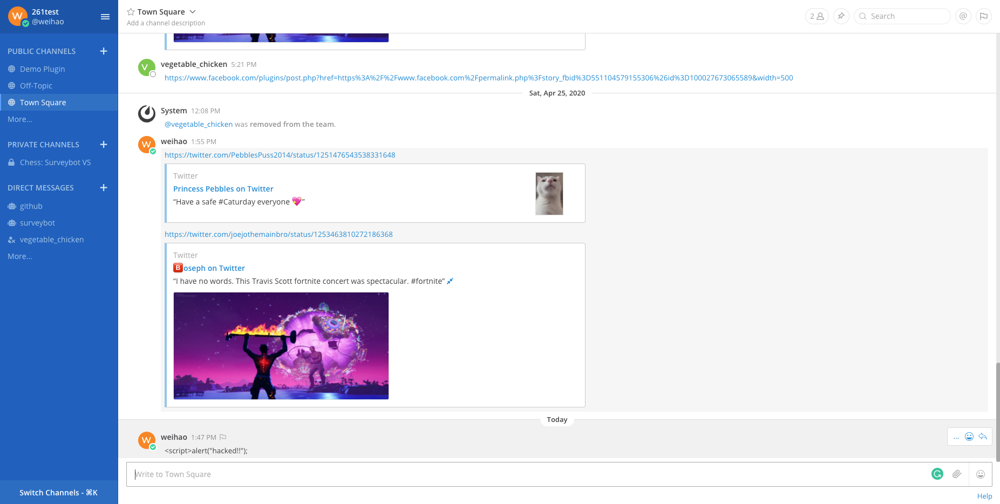 W
261test
@weihao
PUBLIC CHANNELS
Demo Plugin
Off-Topic
Town Square
More...
PRIVATE CHANNELS
Chess: Surveybot VS
DIRECT MESSAGES
github
surveybot
vegetable_chicken
More...
Switch Channels - ⌘K
Town Square
Add a channel description
2
Search
@
V
vegetable_chicken 5:21 PM
https://www.facebook.com/plugins/post.php?href=https%3A%2F%2Fwww.facebook.com%2Fpermalink.php%3Fstory_fbid%3D551104579155306%26id%3D100027673065589&width=500
Sat, Apr 25, 2020
System 12:08 PM
@vegetable_chicken was removed from the team.
W
weihao 1:55 PM
https://twitter.com/PebblesPuss2014/status/1251476543538331648
Twitter
Princess Pebbles on Twitter
“Have a safe #Caturday everyone 💖”
https://twitter.com/joejothemainbro/status/1253463810272186368
Twitter
🅱oseph on Twitter
“I have no words. This Travis Scott fortnite concert was spectacular. #fortnite”
Today
W
weihao 1:47 PM
...
<script>alert("hacked!!");
Write to Town Square
Help